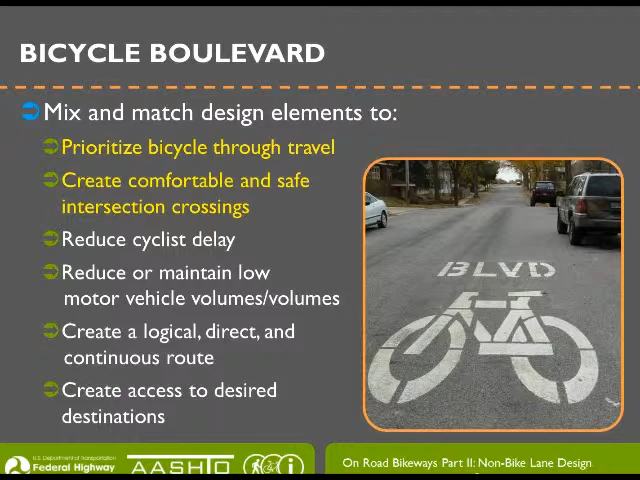 BICYCLE BOULEVARD
Mix and match design elements to:
Prioritize bicycle through travel
Create comfortable and safe
intersection crossings
Reduce cyclist delay
Reduce or maintain low
motor vehicle volumes/volumes
Create a logical, direct, and
continuous route
Create access to desired
destinations
BLVD
U.S. Department of Transportation
Federal Highway
AASHTO
On Road Bikeways Part II: Non-Bike Lane Design